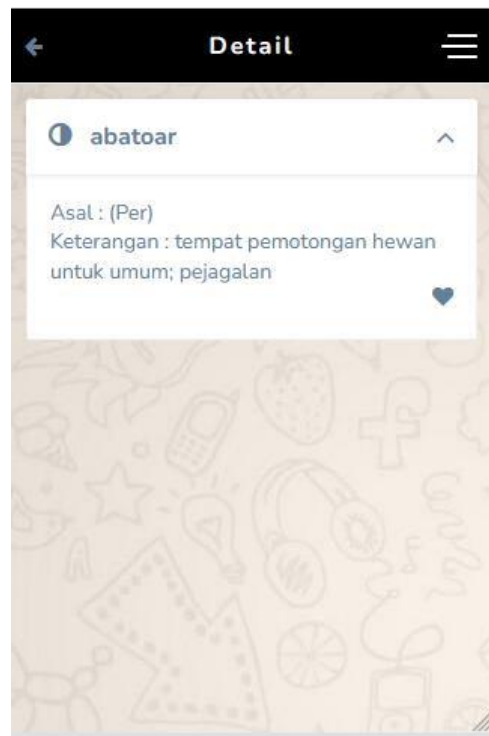 Detail
abatoar
Asal : (Per)
Keterangan : tempat pemotongan hewan
untuk umum; pejagalan